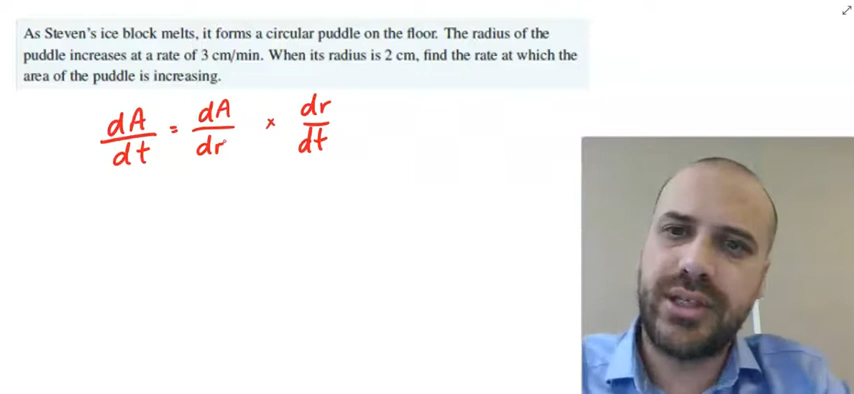 As Steven's ice block melts, it forms a circular puddle on the floor. The radius of the
puddle increases at a rate of 3 cm/min. When its radius is 2 cm, find the rate at which the
area of the puddle is increasing.
dA/dt = dA/dr × dr/dt